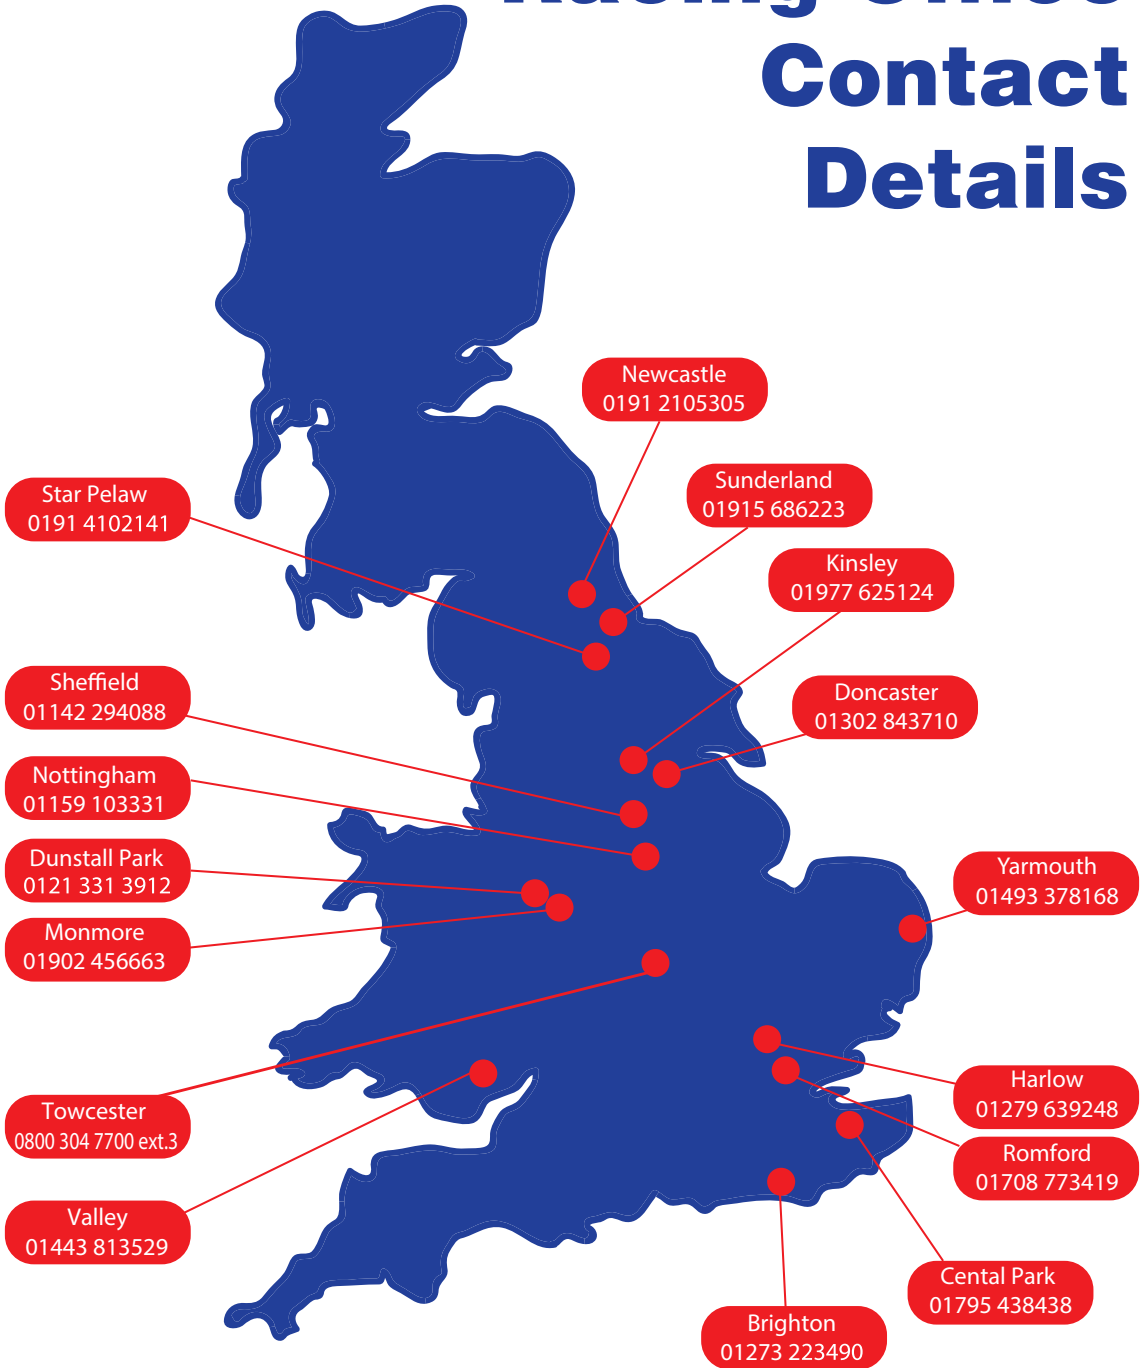 Racing Office
Contact
Details
Newcastle
0191 2105305
Sunderland
01915 686223
Star Pelaw
0191 4102141
Kinsley
01977 625124
Sheffield
01142 294088
Doncaster
01302 843710
Nottingham
01159 103331
Dunstall Park
0121 331 3912
Yarmouth
01493 378168
Monmore
01902 456663
Harlow
01279 639248
Towcester
0800 304 7700 ext.3
Romford
01708 773419
Valley
01443 813529
Cental Park
01795 438438
Brighton
01273 223490